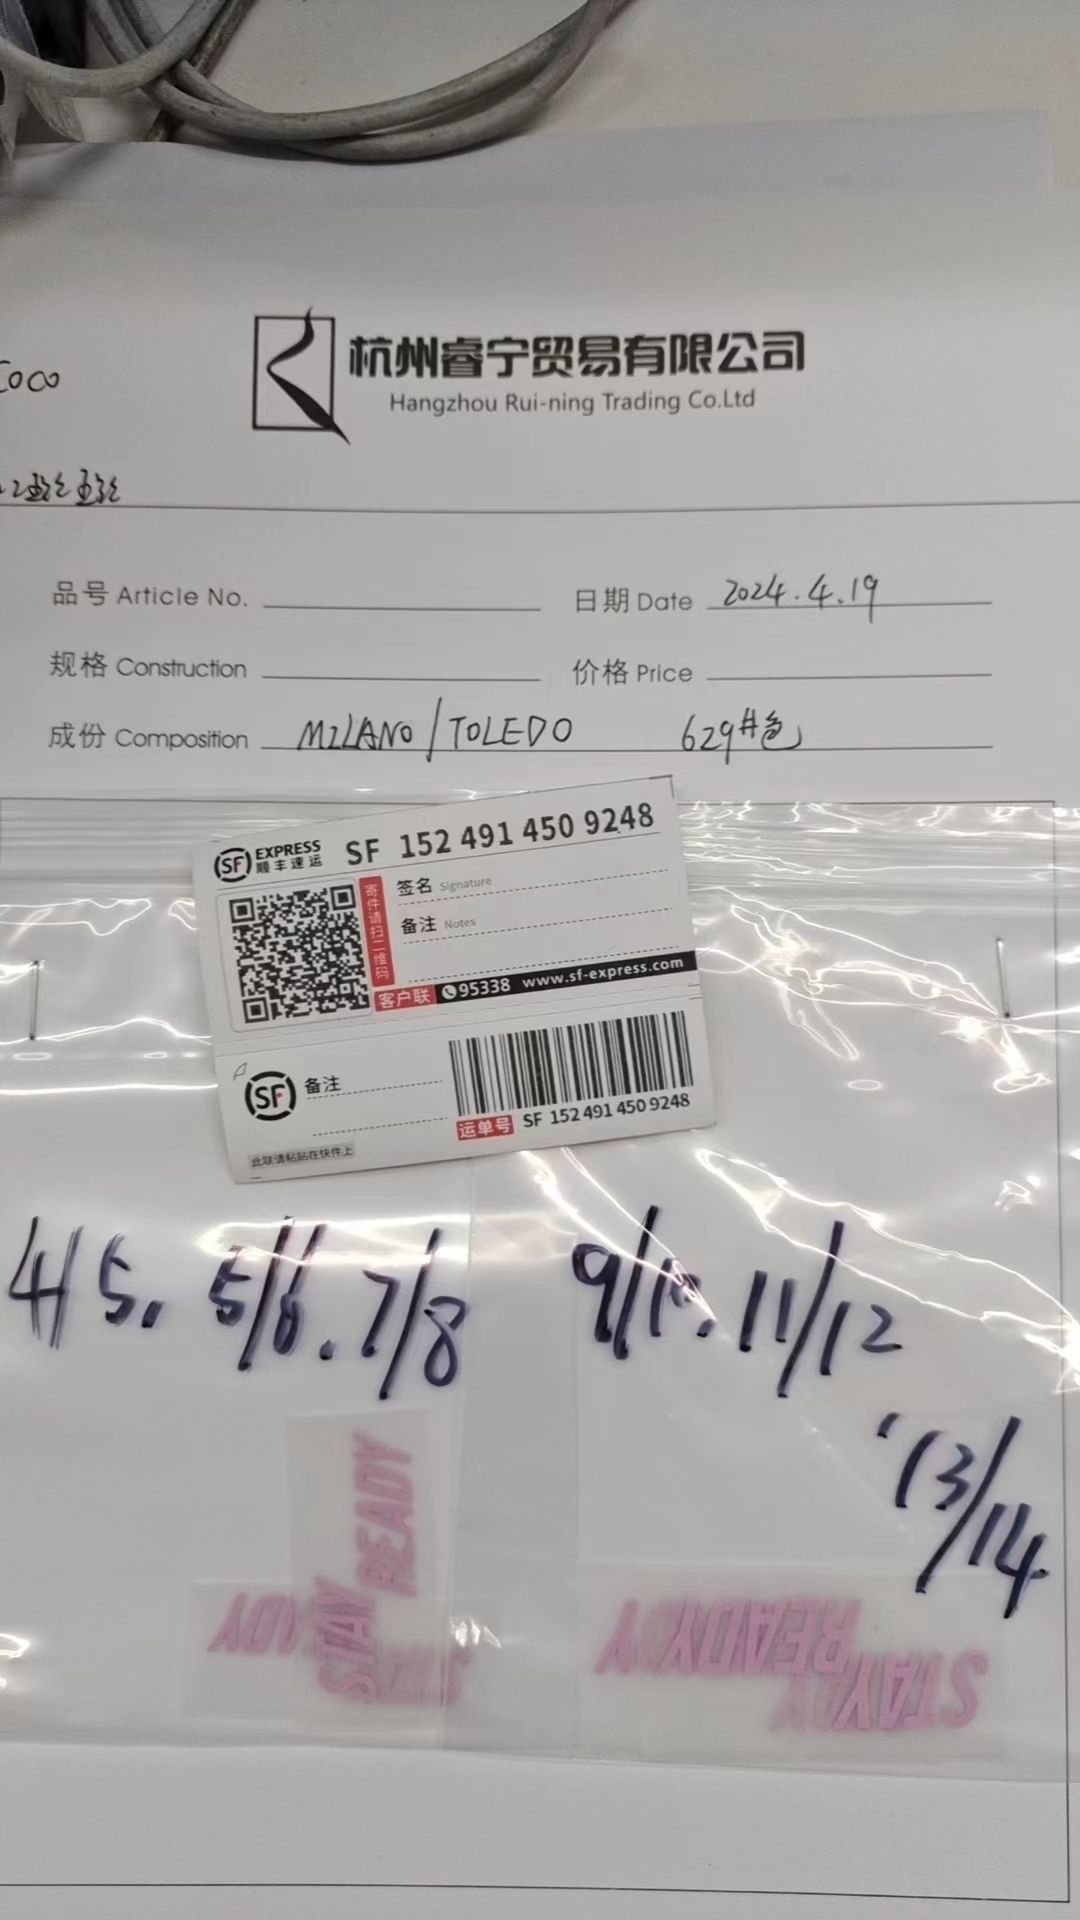 杭州睿宁贸易有限公司
Hangzhou Rui-ning Trading Co.Ltd
COCO
品号 Article No.
日期 Date 2024.4.19
规格 Construction
价格 Price
成份 Composition MILANO/TOLEDO 629#色
SF EXPRESS
顺丰速运
SF 152 491 450 9248
寄件请扫二维码
签名 Signature
备注 Notes
客户联 95338 www.sf-express.com
SF 备注
运单号 SF 152 491 450 9248
此联请粘贴在快件上
4/5. 5/6. 7/8
9/10. 11/12
13/14
STAY READY
STAY
READY